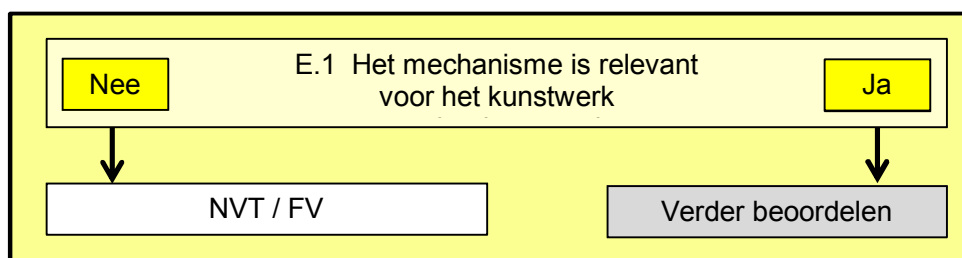 E.1 Het mechanisme is relevant
voor het kunstwerk
Nee
Ja
NVT / FV
Verder beoordelen